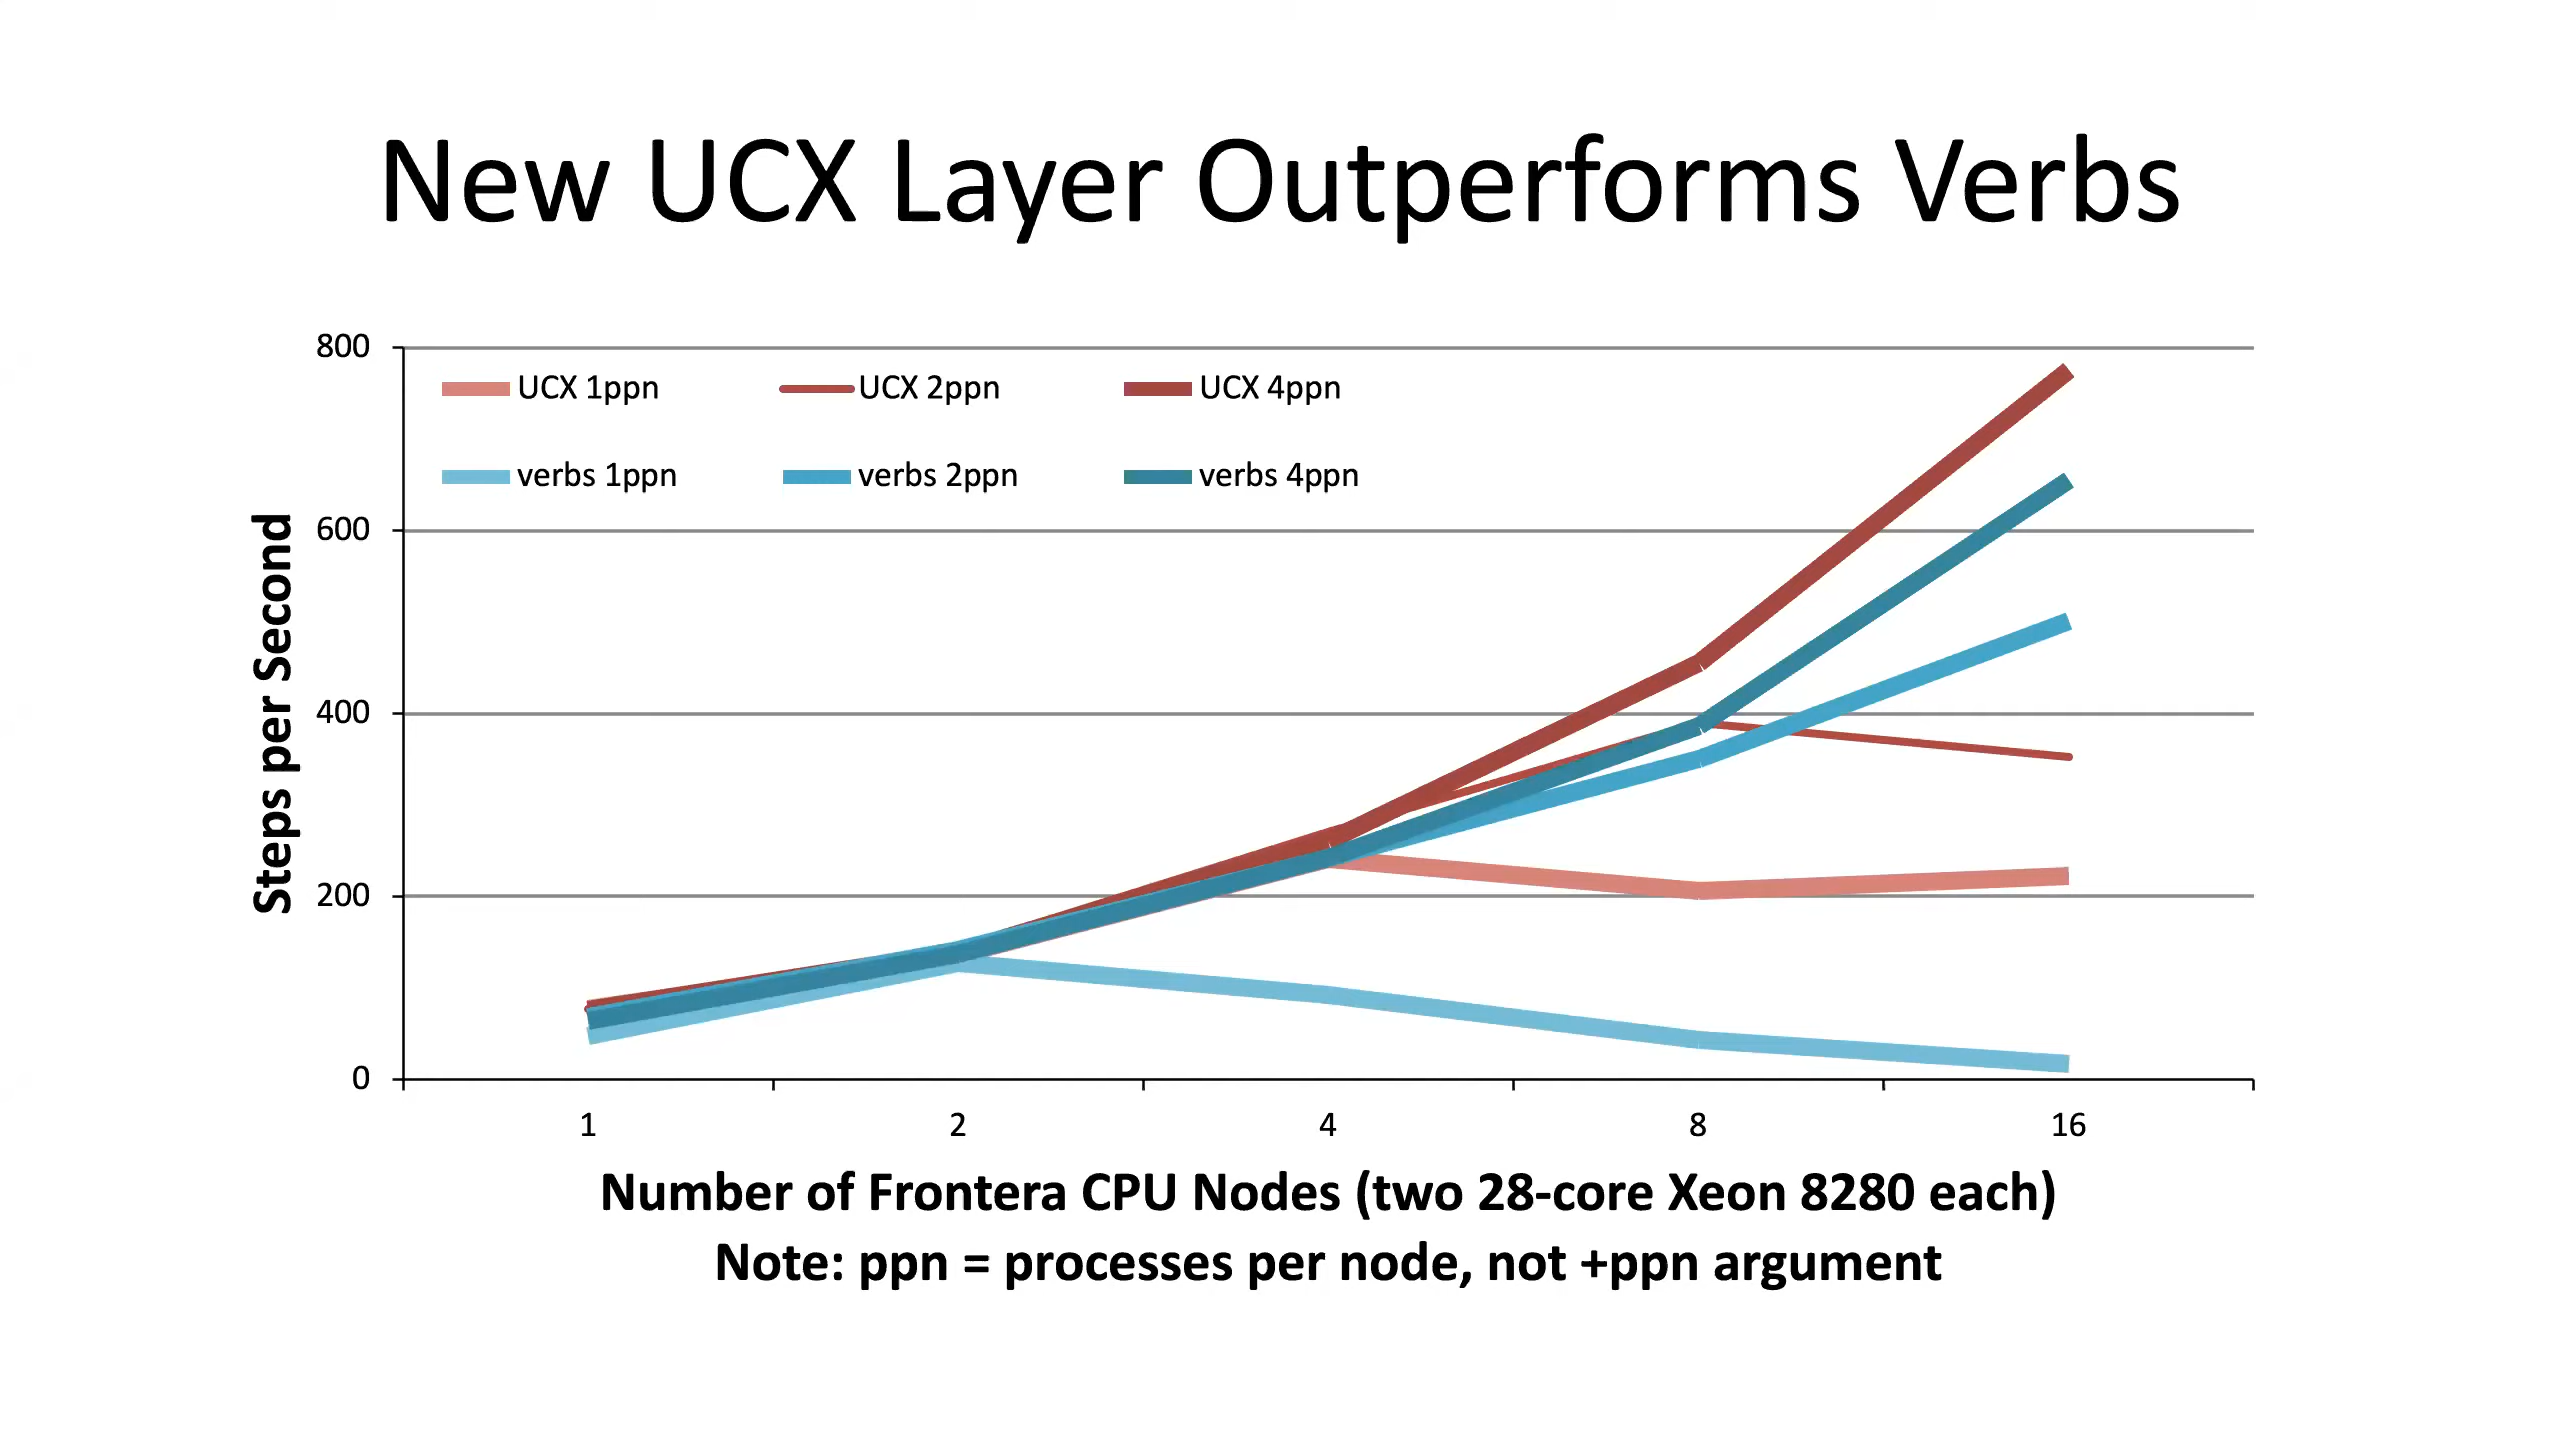 New UCX Layer Outperforms Verbs
800
600
400
200
0
Steps per Second
UCX 1ppn
UCX 2ppn
UCX 4ppn
verbs 1ppn
verbs 2ppn
verbs 4ppn
1 2 4 8 16
Number of Frontera CPU Nodes (two 28-core Xeon 8280 each)
Note: ppn = processes per node, not +ppn argument